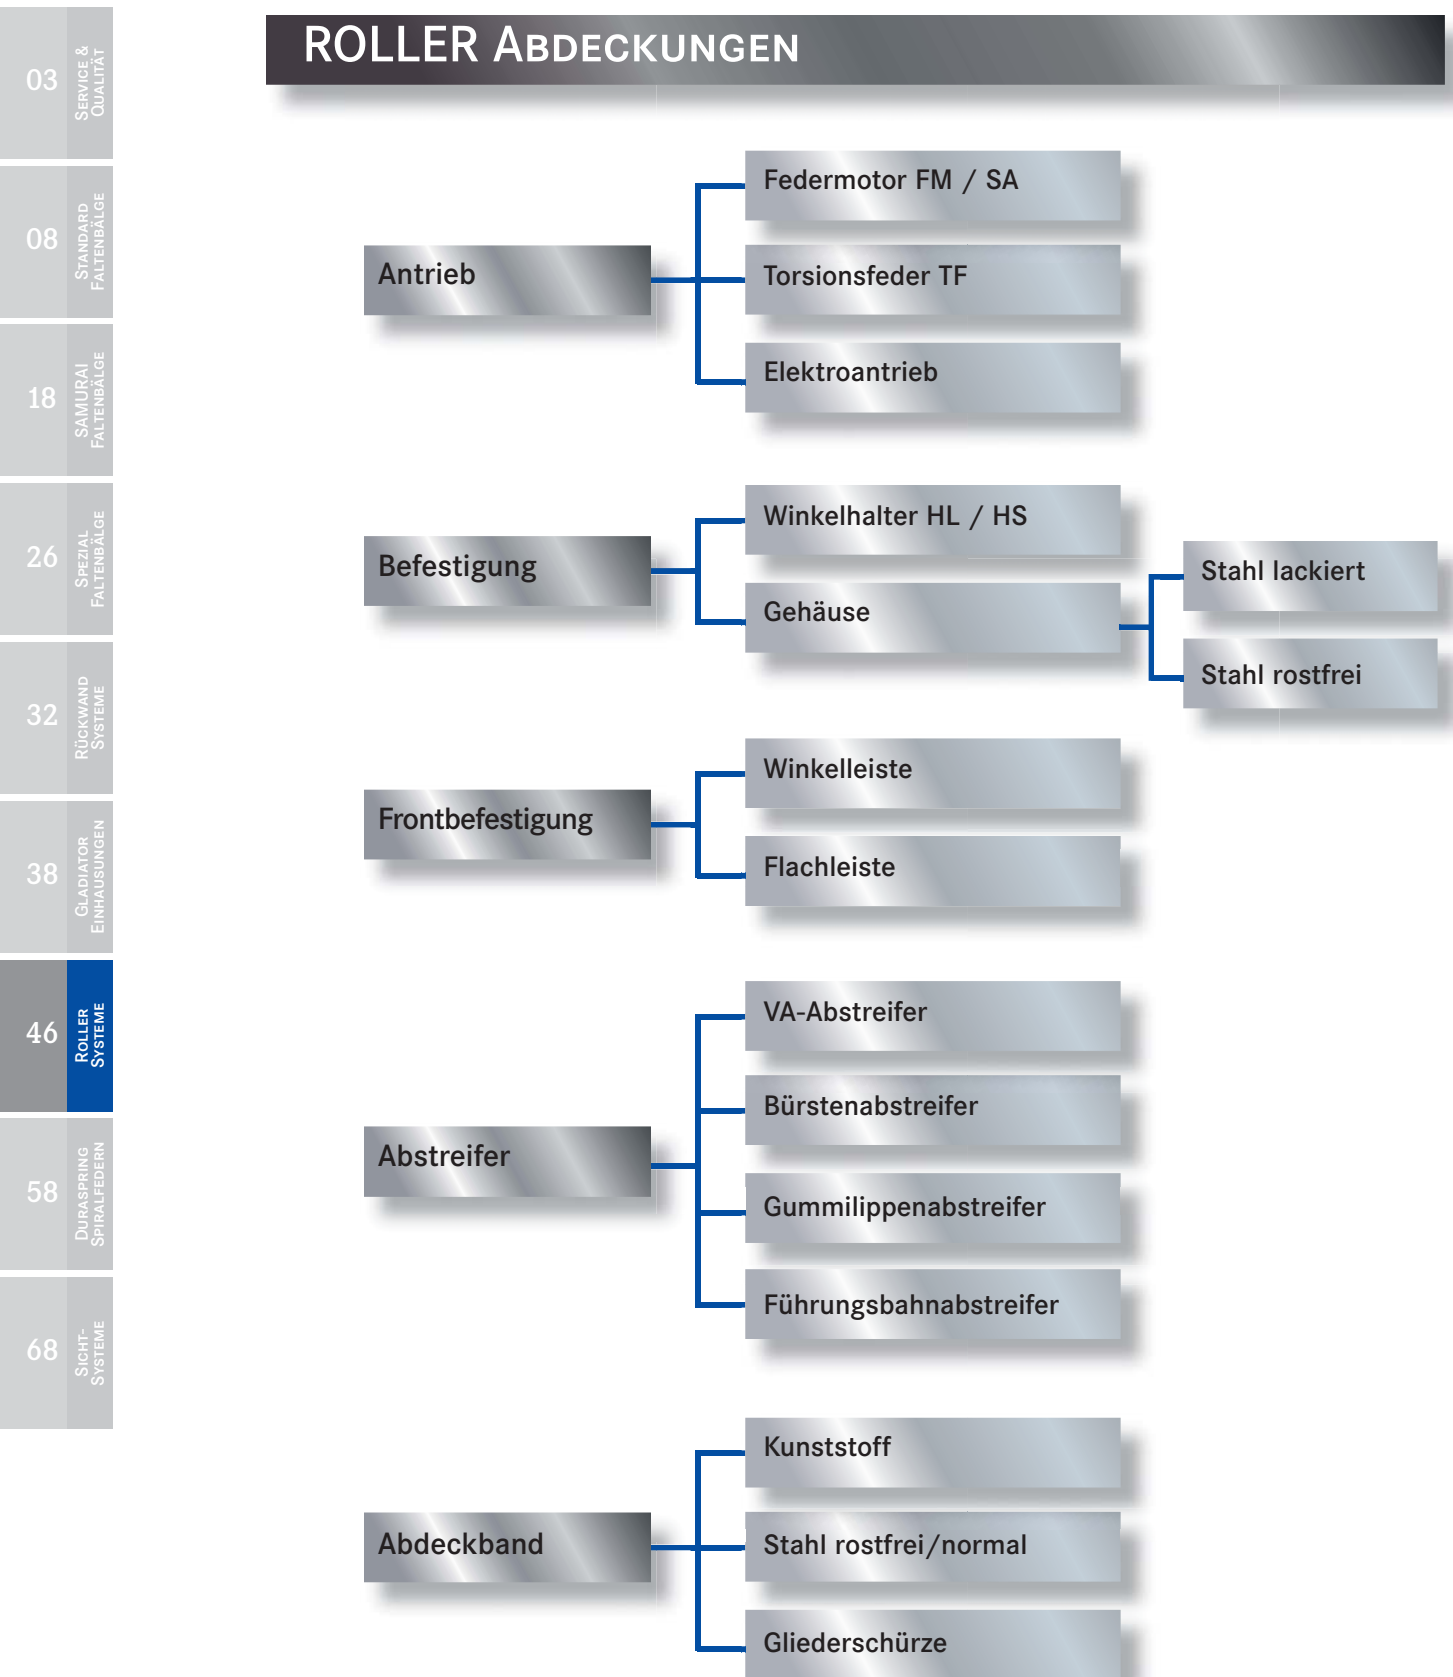 ROLLER ABDECKUNGEN
03
SERVICE &
QUALITÄT
08
STANDARD
FALTENBÄLGE
18
SAMURAI
FALTENBÄLGE
26
SPEZIAL
FALTENBÄLGE
32
RÜCKWAND
SYSTEME
38
GLADIATOR
EINHAUSUNGEN
46
ROLLER
SYSTEME
58
DURASPRING
SPIRALFEDERN
68
SICHT-
SYSTEME
Antrieb
Federmotor FM / SA
Torsionsfeder TF
Elektroantrieb
Befestigung
Winkelhalter HL / HS
Gehäuse
Stahl lackiert
Stahl rostfrei
Frontbefestigung
Winkelleiste
Flachleiste
Abstreifer
VA-Abstreifer
Bürstenabstreifer
Gummilippenabstreifer
Führungsbahnabstreifer
Abdeckband
Kunststoff
Stahl rostfrei/normal
Gliederschürze